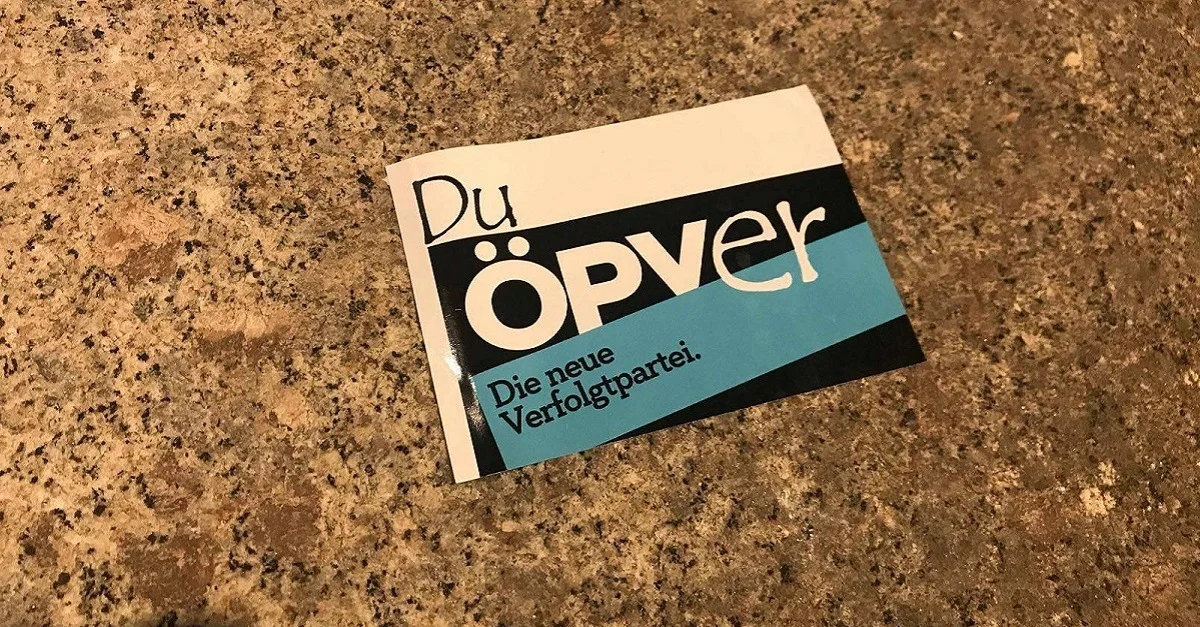 Du
ÖPVer
Die neue
Verfolgtpartei.